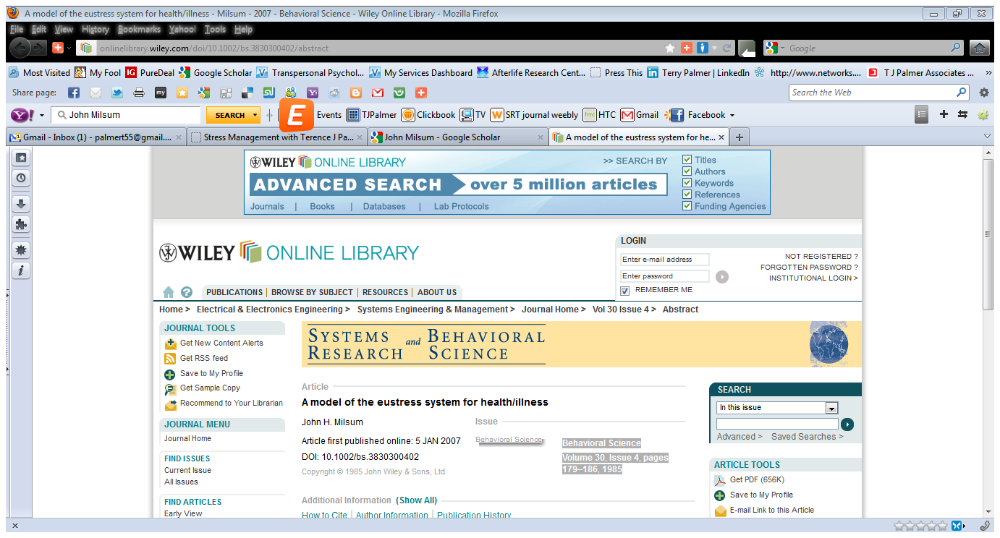 A model of the eustress system for health/illness - Milsum - 2007 - Behavioral Science - Wiley Online Library - Mozilla Firefox
File Edit View History Bookmarks Yahoo! Tools Help
onlinelibrary.wiley.com/doi/10.1002/bs.3830300402/abstract
Google
Most Visited My Fool IG PureDeal Google Scholar Transpersonal Psychol... My Services Dashboard Afterlife Research Cent... Press This Terry Palmer | LinkedIn http://www.networks.... T J Palmer Associates ... »
Share page: my
Search the Web
Y! John Milsum SEARCH E Events TJPalmer Clickbook TV SRT journal weekly HTC Gmail Facebook
Gmail - Inbox (1) - palmert55@gmail.... Stress Management with Terence J Pa... John Milsum - Google Scholar A model of the eustress system for he...
WILEY ONLINE LIBRARY >> SEARCH BY
ADVANCED SEARCH over 5 million articles
Journals | Books | Databases | Lab Protocols
Titles
Authors
Keywords
References
Funding Agencies
WILEY ONLINE LIBRARY
LOGIN
Enter e-mail address
Enter password
REMEMBER ME
NOT REGISTERED ?
FORGOTTEN PASSWORD ?
INSTITUTIONAL LOGIN >
PUBLICATIONS | BROWSE BY SUBJECT | RESOURCES | ABOUT US
Home > Electrical & Electronics Engineering > Systems Engineering & Management > Journal Home > Vol 30 Issue 4 > Abstract
JOURNAL TOOLS
Get New Content Alerts
Get RSS feed
Save to My Profile
Get Sample Copy
Recommend to Your Librarian
JOURNAL MENU
Journal Home
FIND ISSUES
Current Issue
All Issues
FIND ARTICLES
Early View
SYSTEMS and BEHAVIORAL
RESEARCH SCIENCE
Article
A model of the eustress system for health/illness
John H. Milsum
Article first published online: 5 JAN 2007
DOI: 10.1002/bs.3830300402
Copyright © 1985 John Wiley & Sons, Ltd.
Issue
Behavioral Science
Behavioral Science
Volume 30, Issue 4, pages
179–186, 1985
Additional Information (Show All)
How to Cite | Author Information | Publication History
SEARCH
In this issue
Advanced > Saved Searches >
ARTICLE TOOLS
Get PDF (656K)
Save to My Profile
E-mail Link to this Article